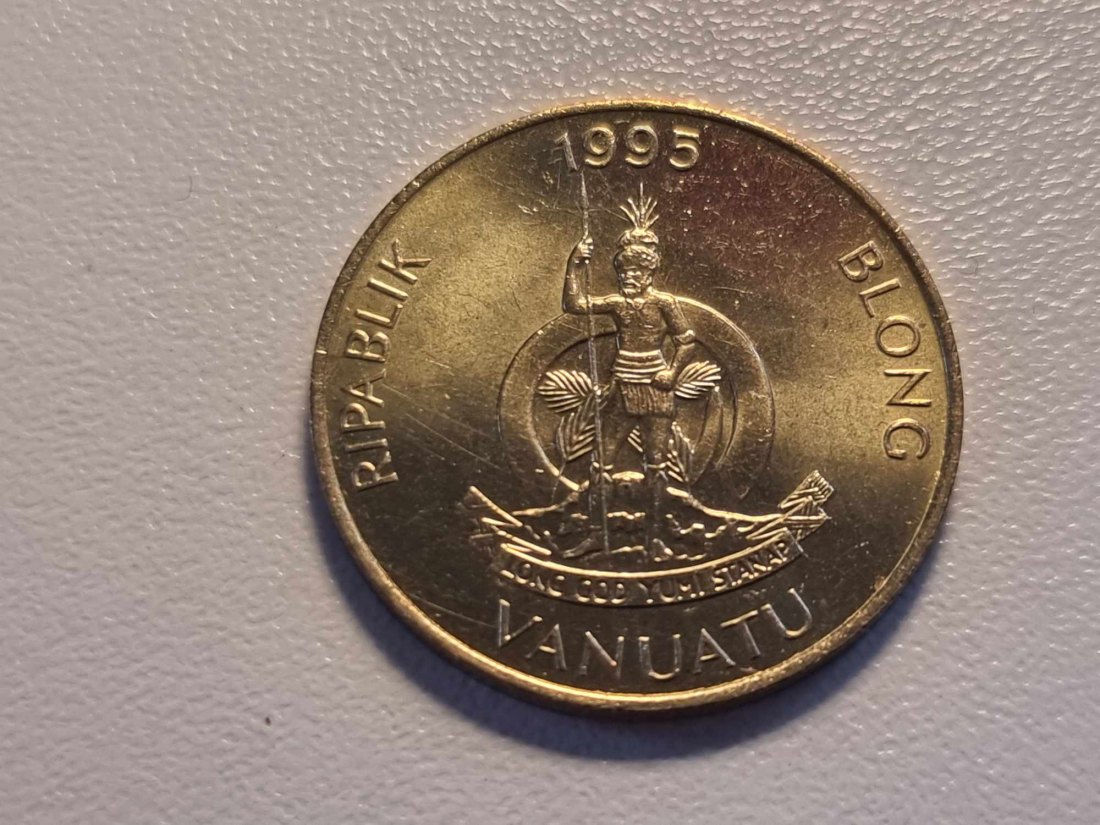 1995
RIPABLIK
BLONG
LONG GOD YUMI STANAP
VANUATU